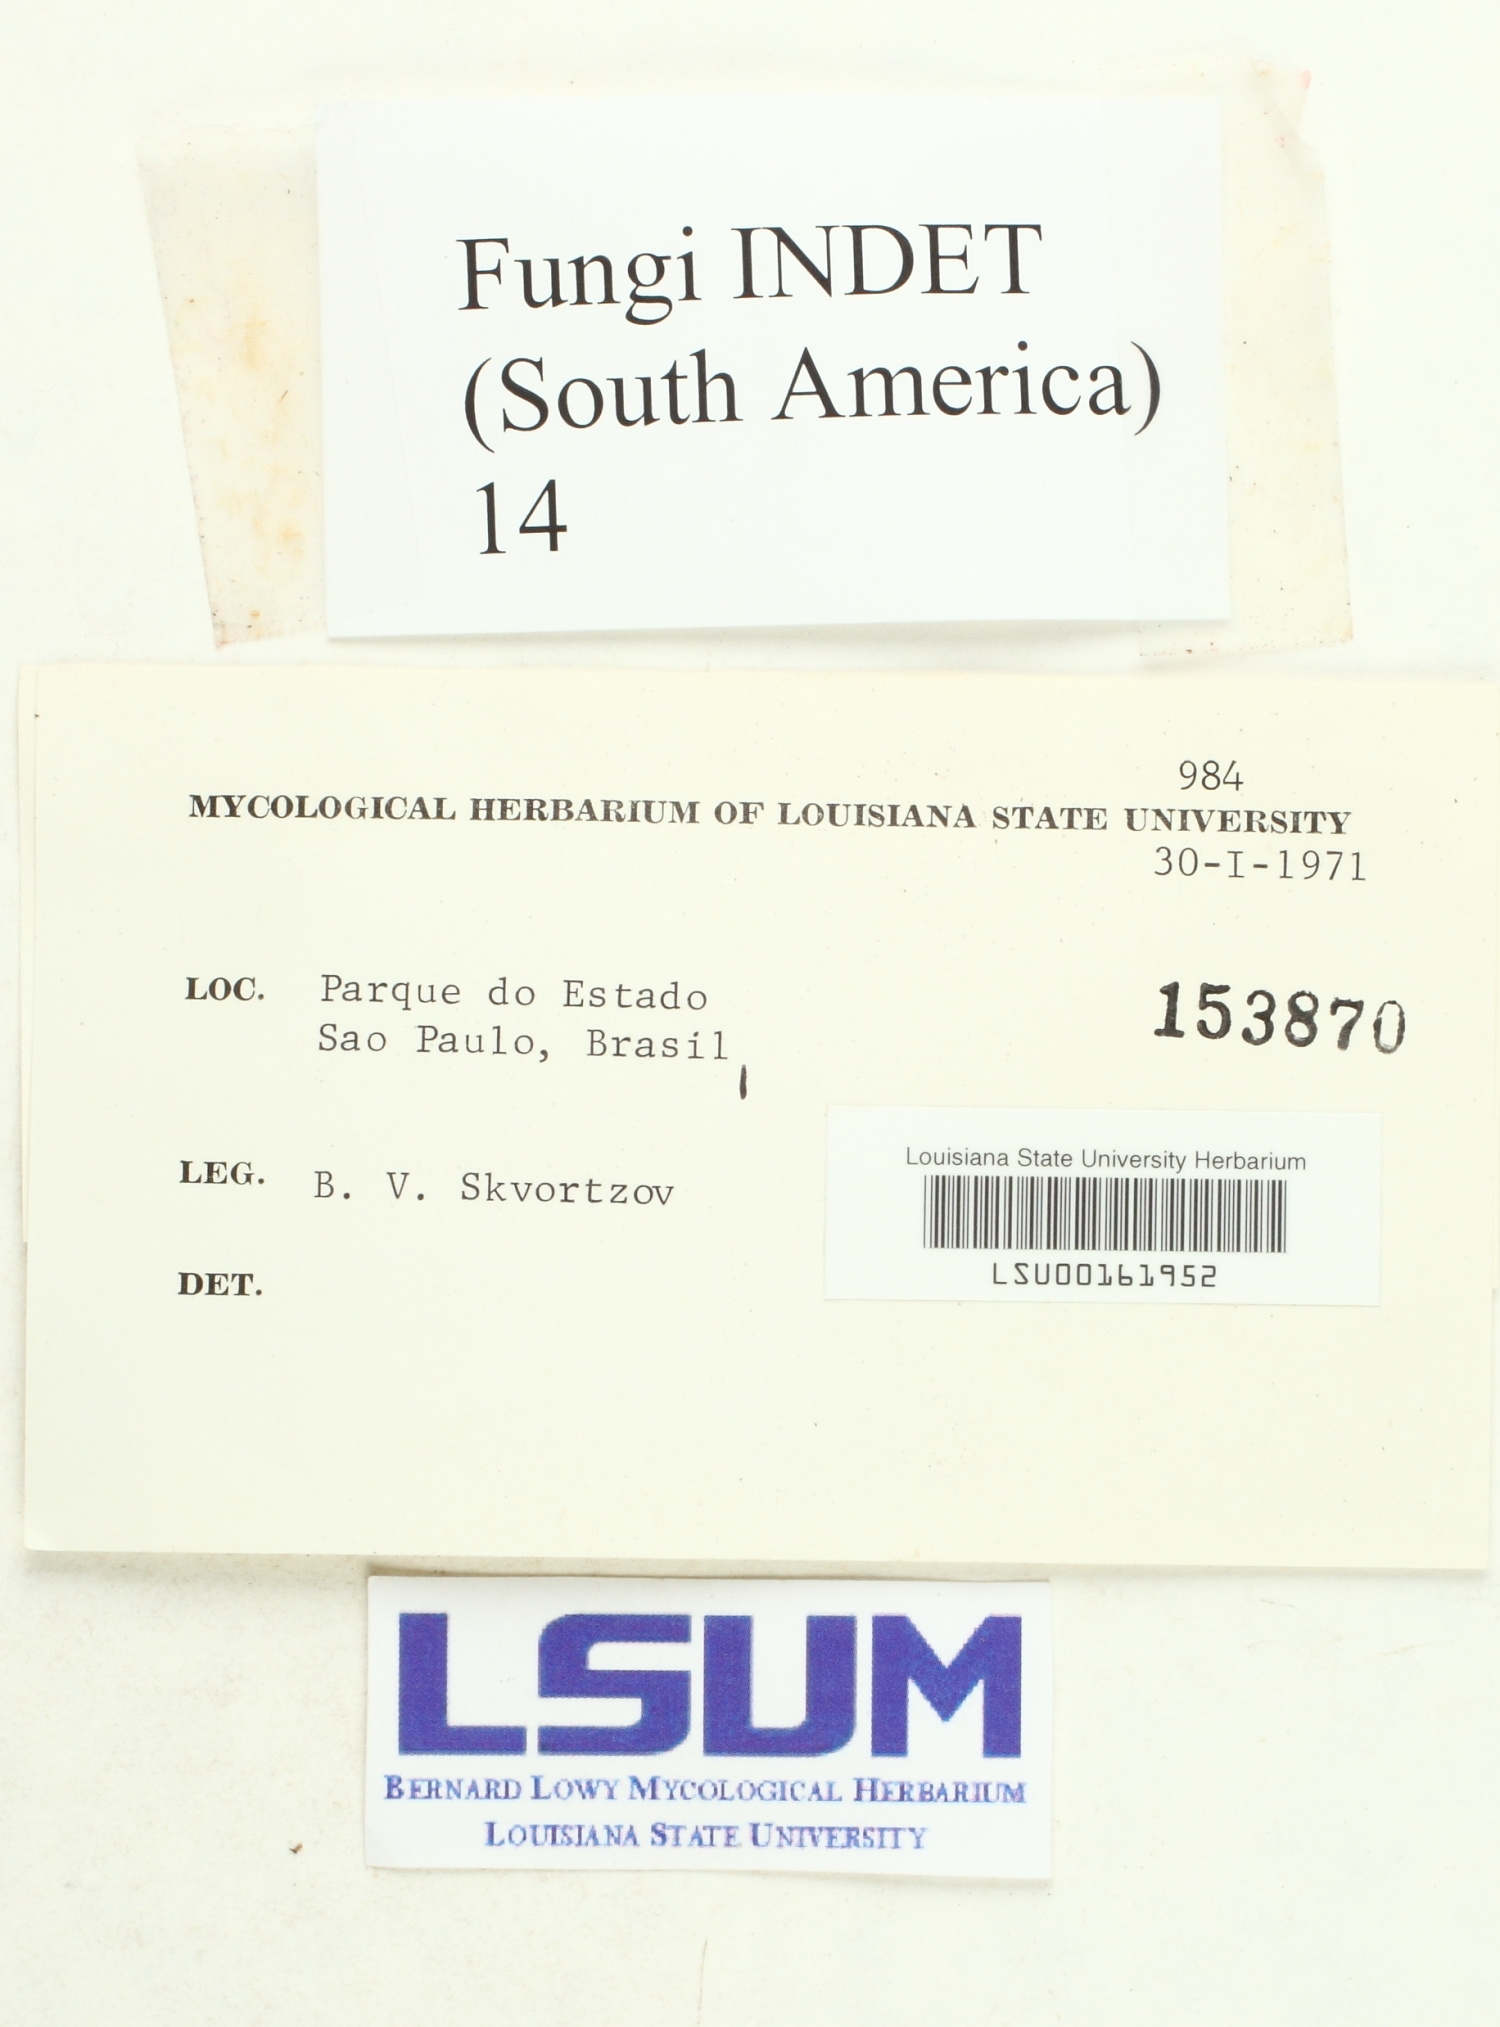 Fungi INDET
(South America)
14
984
MYCOLOGICAL HERBARIUM OF LOUISIANA STATE UNIVERSITY
30-I-1971
LOC. Parque do Estado
Sao Paulo, Brasil
153870
LEG. B. V. Skvortzov
DET.
Louisiana State University Herbarium
LSU00161952
LSUM
BERNARD LOWY MYCOLOGICAL HERBARIUM
LOUISIANA STATE UNIVERSITY